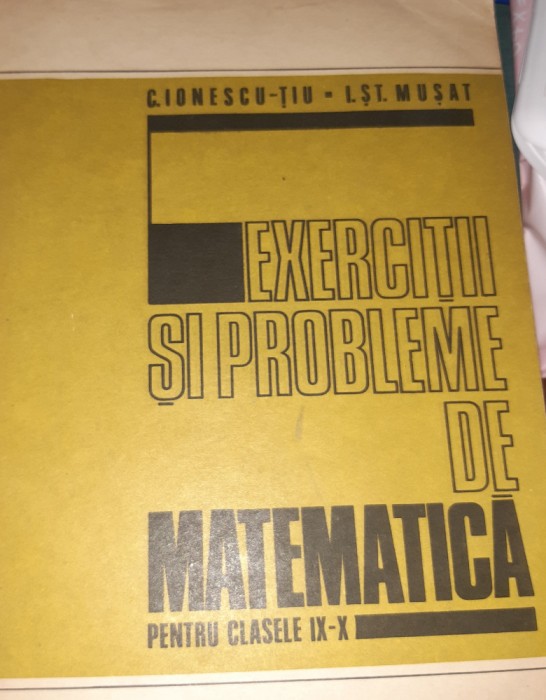 C. IONESCU-ȚIU ▪ I. ȘT. MUȘAT
EXERCIȚII
ȘI PROBLEME
DE
MATEMATICĂ
PENTRU CLASELE IX-X